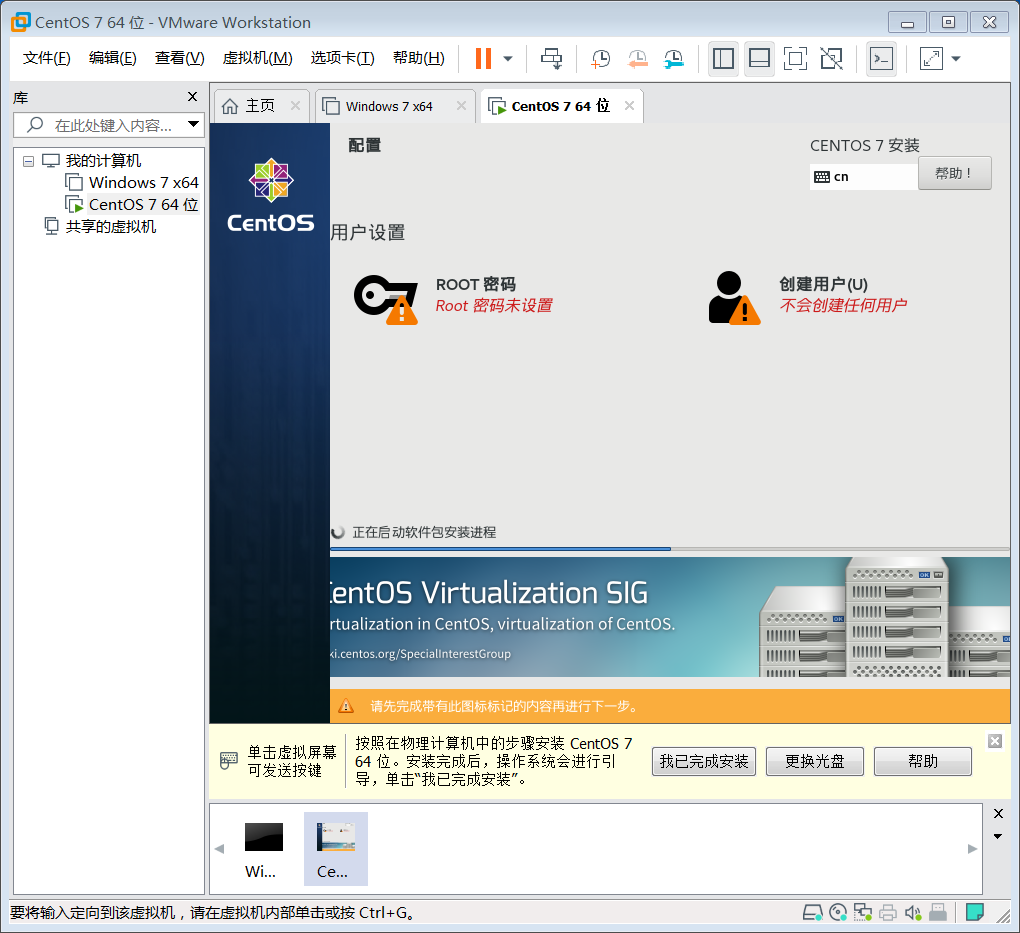 CentOS 7 64 位 - VMware Workstation
文件(F) 编辑(E) 查看(V) 虚拟机(M) 选项卡(T) 帮助(H)
库
在此处键入内容...
我的计算机
Windows 7 x64
CentOS 7 64 位
共享的虚拟机
主页
Windows 7 x64
CentOS 7 64 位
CentOS
配置
CENTOS 7 安装
cn
帮助！
用户设置
ROOT 密码
Root 密码未设置
创建用户(U)
不会创建任何用户
正在启动软件包安装进程
entOS Virtualization SIG
rtualization in CentOS, virtualization of CentOS.
ki.centos.org/SpecialInterestGroup
OK
OK
OK
OK
请先完成带有此图标标记的内容再进行下一步。
单击虚拟屏幕
可发送按键
按照在物理计算机中的步骤安装 CentOS 7
64 位。安装完成后，操作系统会进行引
导，单击“我已完成安装”。
我已完成安装
更换光盘
帮助
Wi...
Ce...
要将输入定向到该虚拟机，请在虚拟机内部单击或按 Ctrl+G。